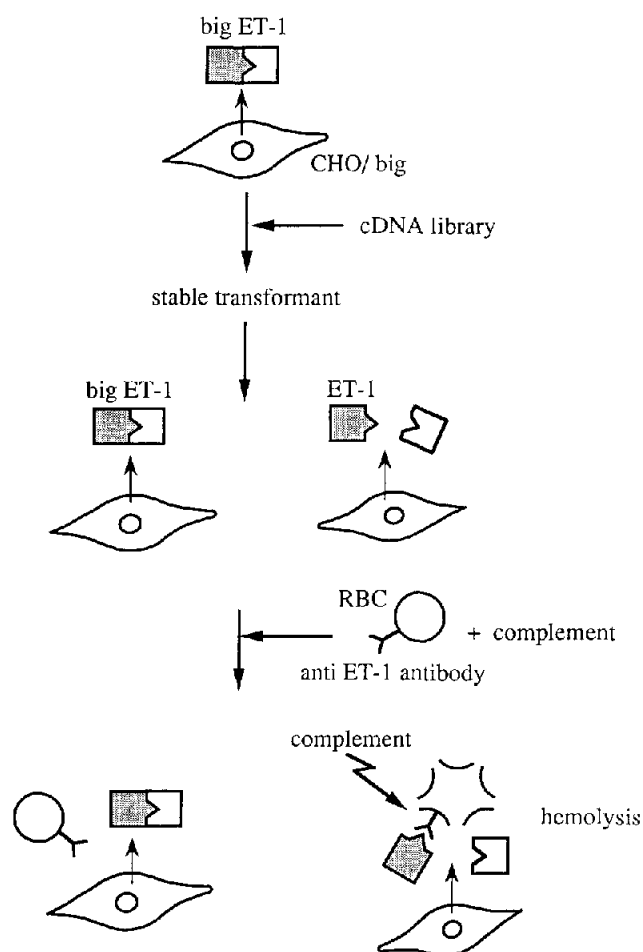 big ET-1
CHO/ big
cDNA library
stable transformant
big ET-1
ET-1
RBC
+ complement
anti ET-1 antibody
complement
hemolysis